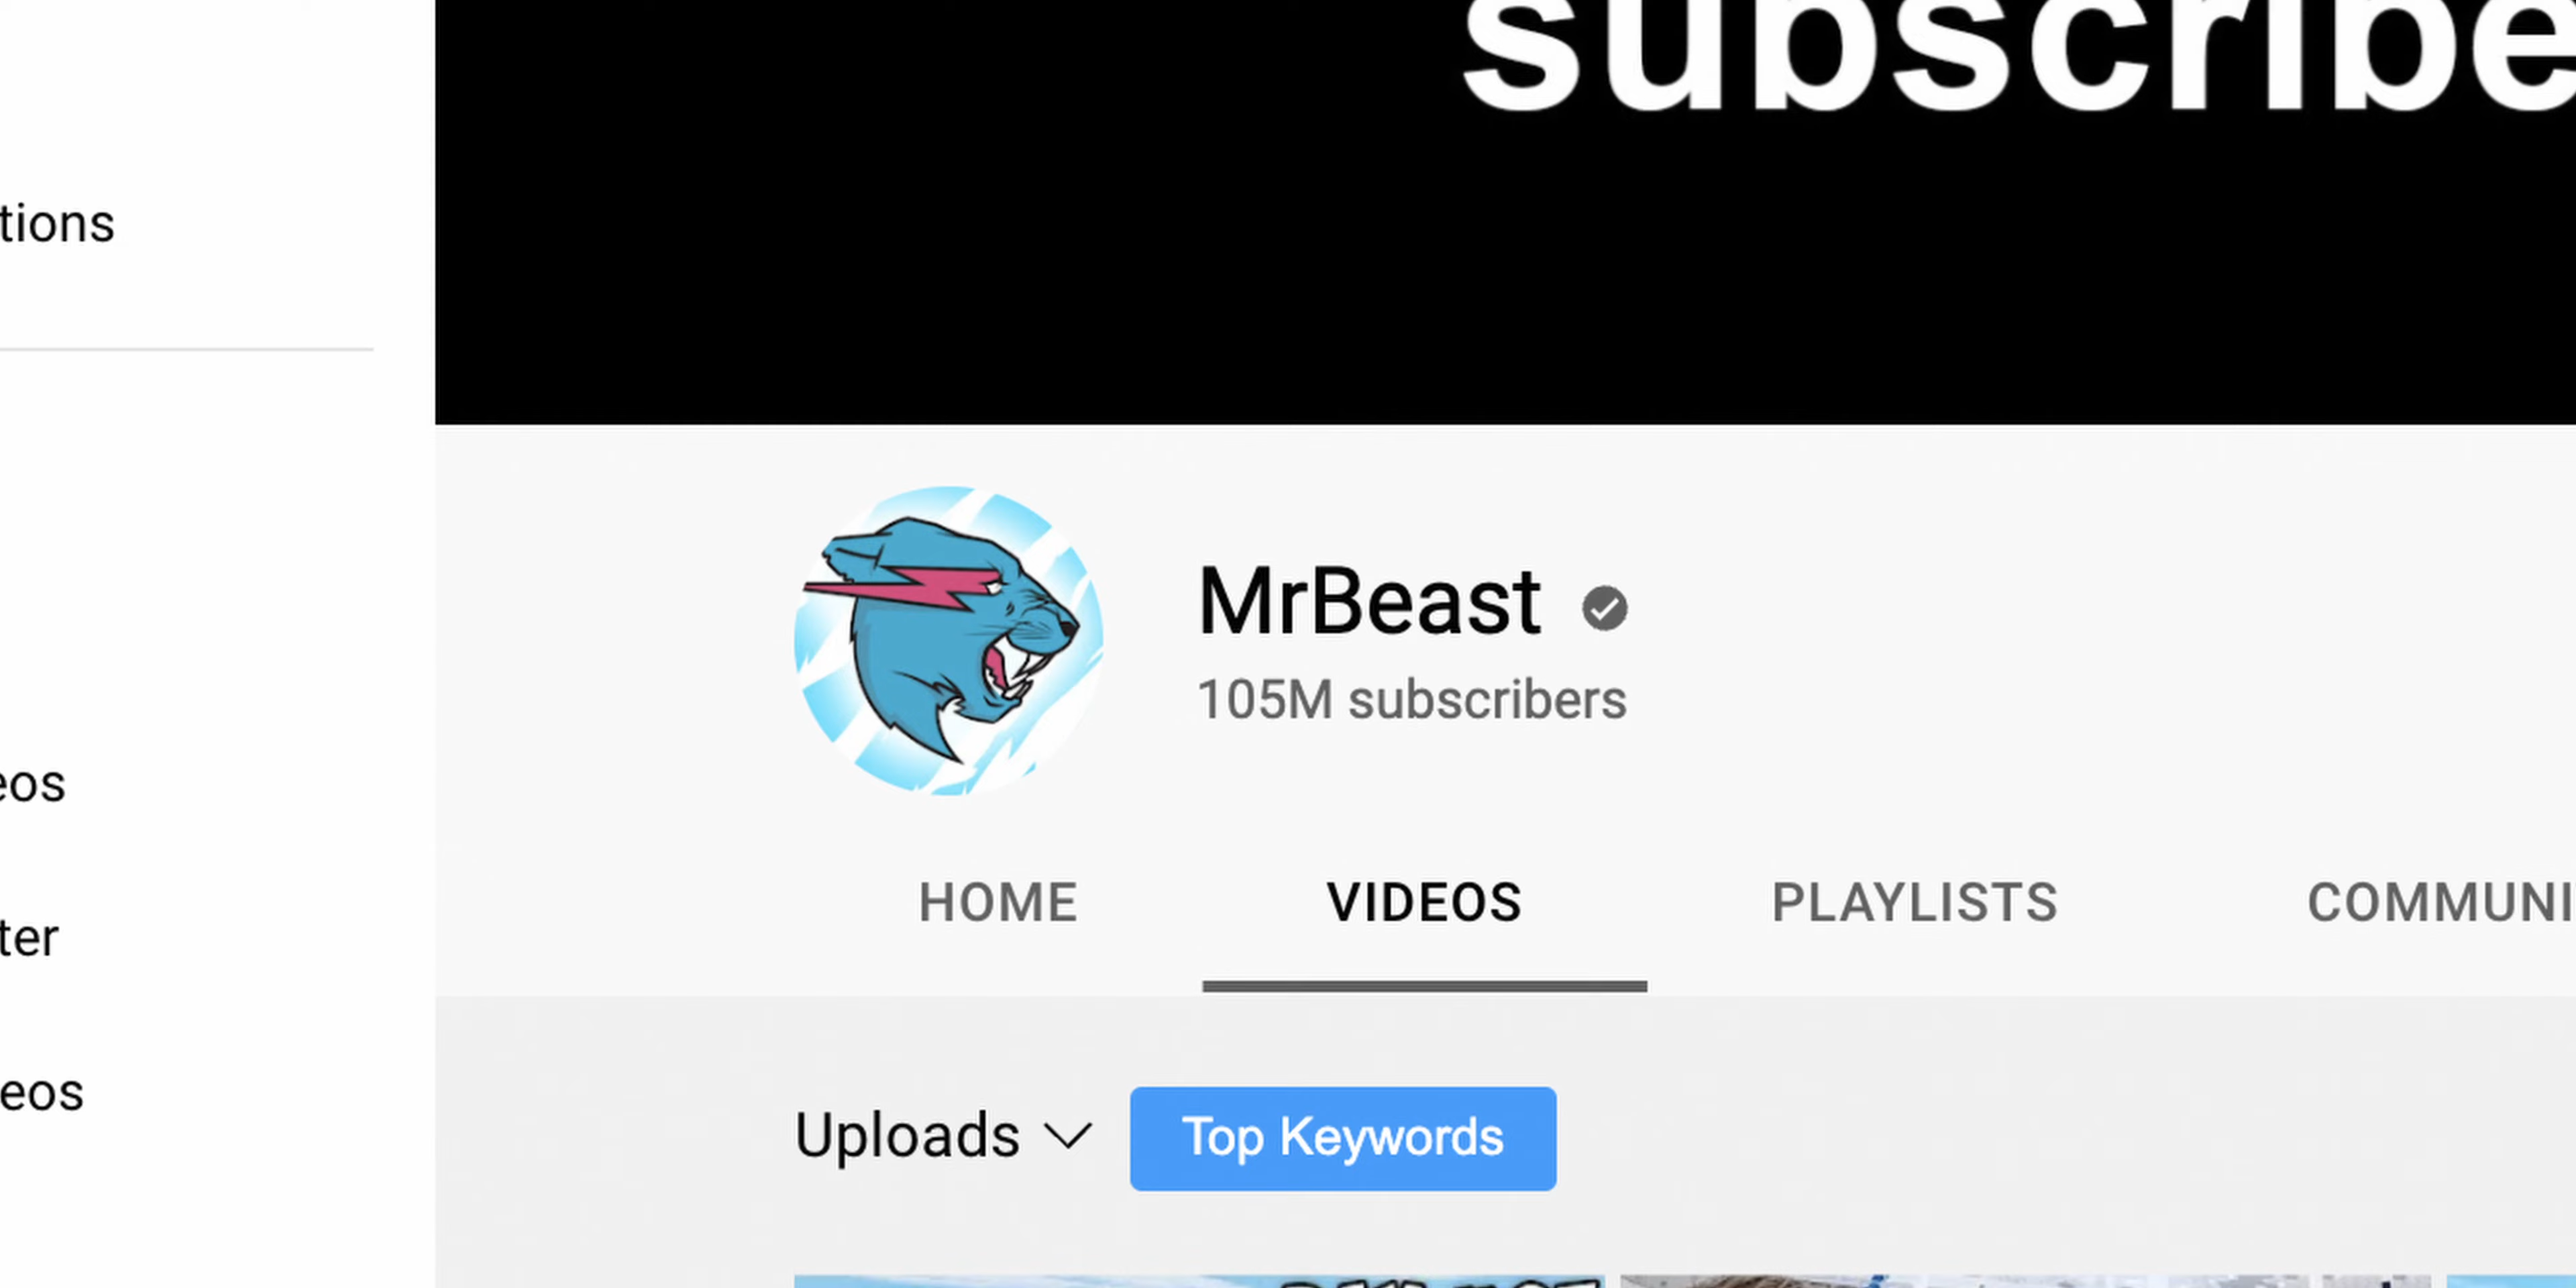 subscribe
tions
MrBeast
105M subscribers
eos
HOME VIDEOS PLAYLISTS COMMUNI
ter
eos
Uploads Top Keywords